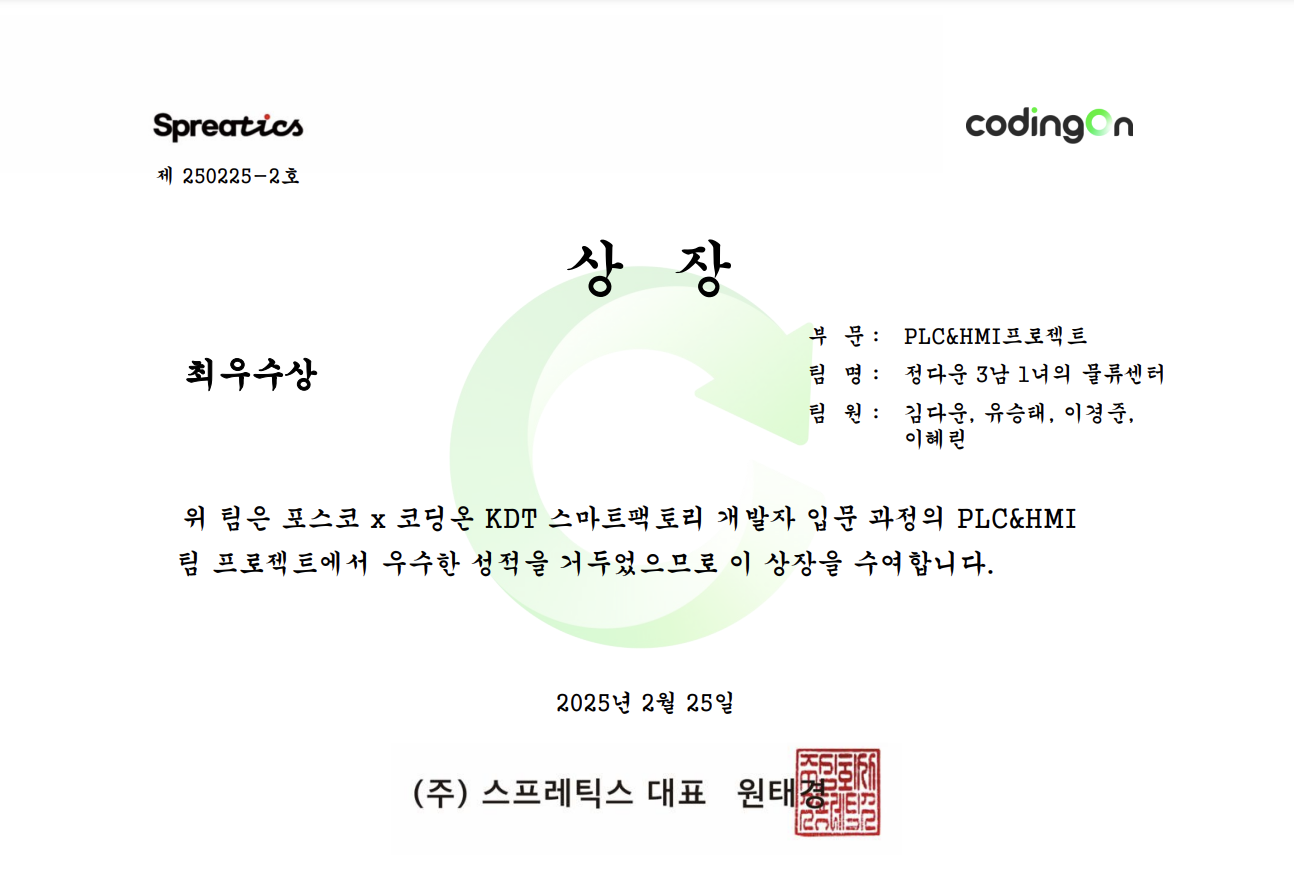 Spreatics
codingOn
제 250225-2호
상 장
최우수상
부 문 : PLC&HMI프로젝트
팀 명 : 정다운 3남 1녀의 물류센터
팀 원 : 김다운, 유승태, 이경준,
이혜린
위 팀은 포스코 x 코딩온 KDT 스마트팩토리 개발자 입문 과정의 PLC&HMI
팀 프로젝트에서 우수한 성적을 거두었으므로 이 상장을 수여합니다.
2025년 2월 25일
(주) 스프레틱스 대표 원태경